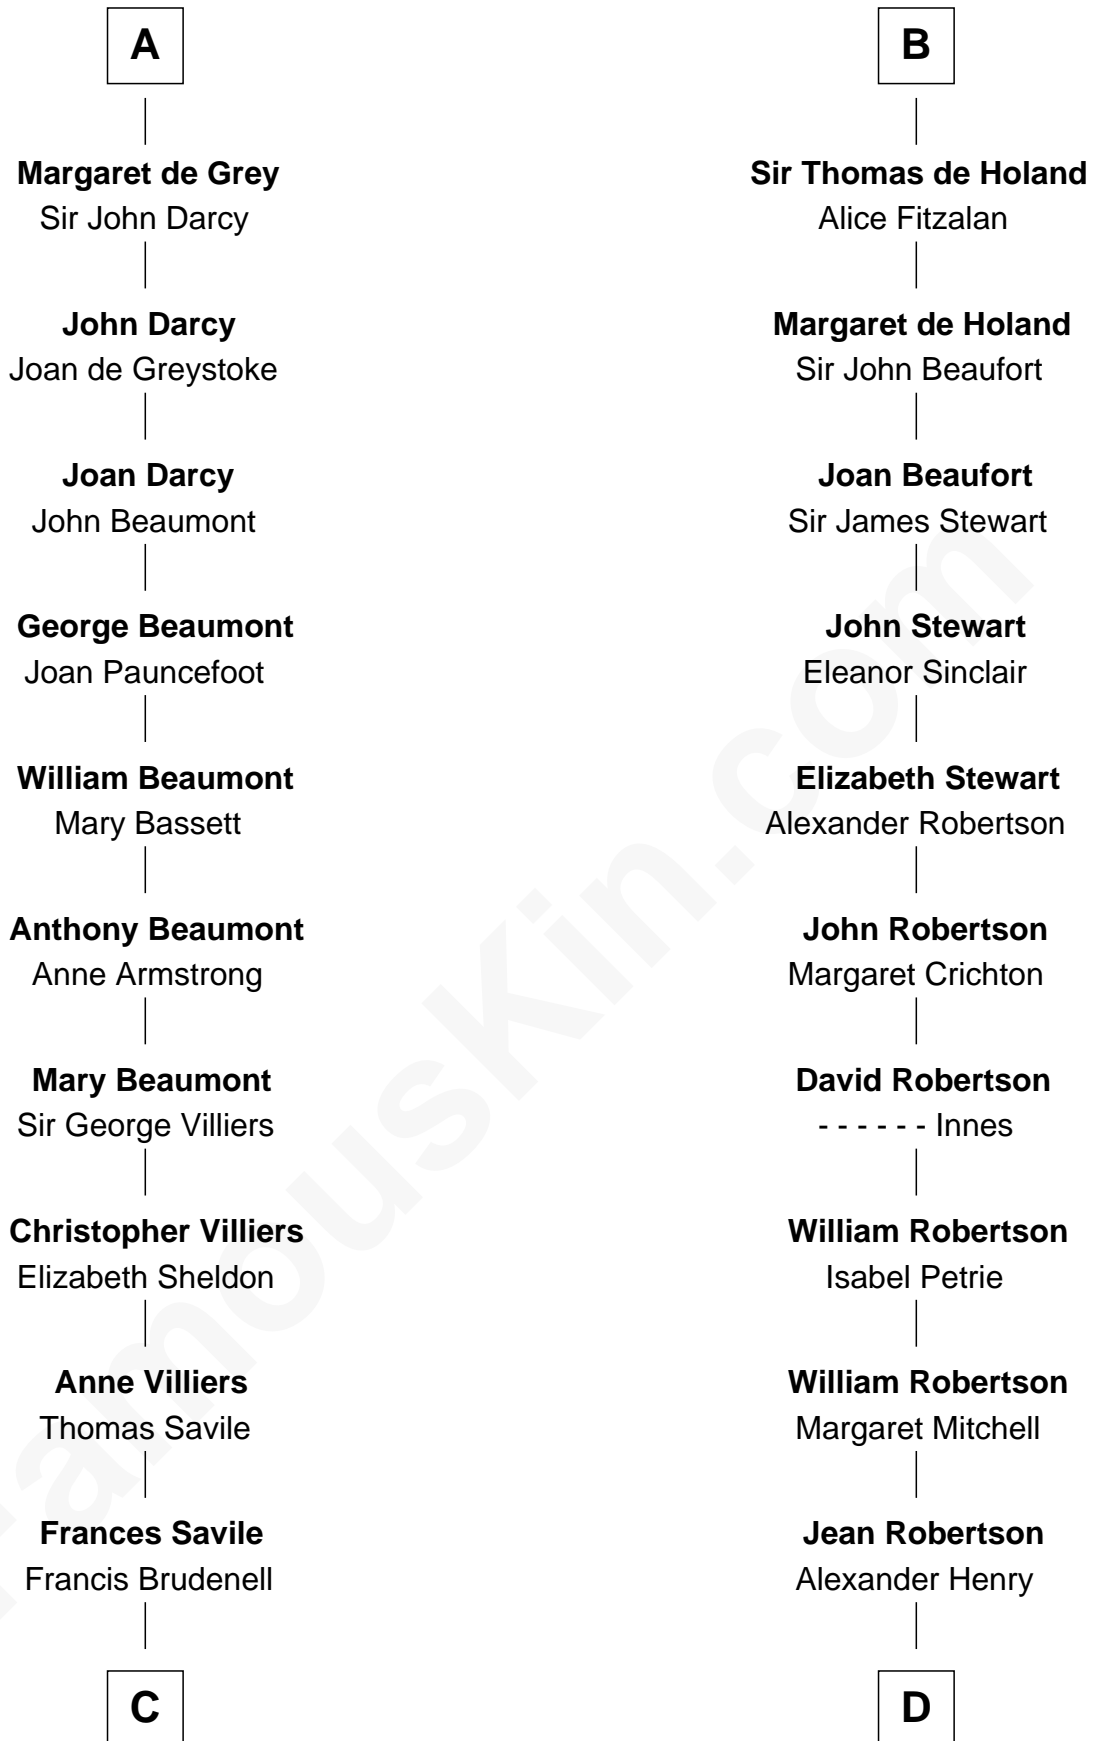 A
Margaret de Grey
Sir John Darcy
John Darcy
Joan de Greystoke
Joan Darcy
John Beaumont
George Beaumont
Joan Pauncefoot
William Beaumont
Mary Bassett
Anthony Beaumont
Anne Armstrong
Mary Beaumont
Sir George Villiers
Christopher Villiers
Elizabeth Sheldon
Anne Villiers
Thomas Savile
Frances Savile
Francis Brudenell
C
B
Sir Thomas de Holand
Alice Fitzalan
Margaret de Holand
Sir John Beaufort
Joan Beaufort
Sir James Stewart
John Stewart
Eleanor Sinclair
Elizabeth Stewart
Alexander Robertson
John Robertson
Margaret Crichton
David Robertson
- - - - - - Innes
William Robertson
Isabel Petrie
William Robertson
Margaret Mitchell
Jean Robertson
Alexander Henry
D
FamousKin.com